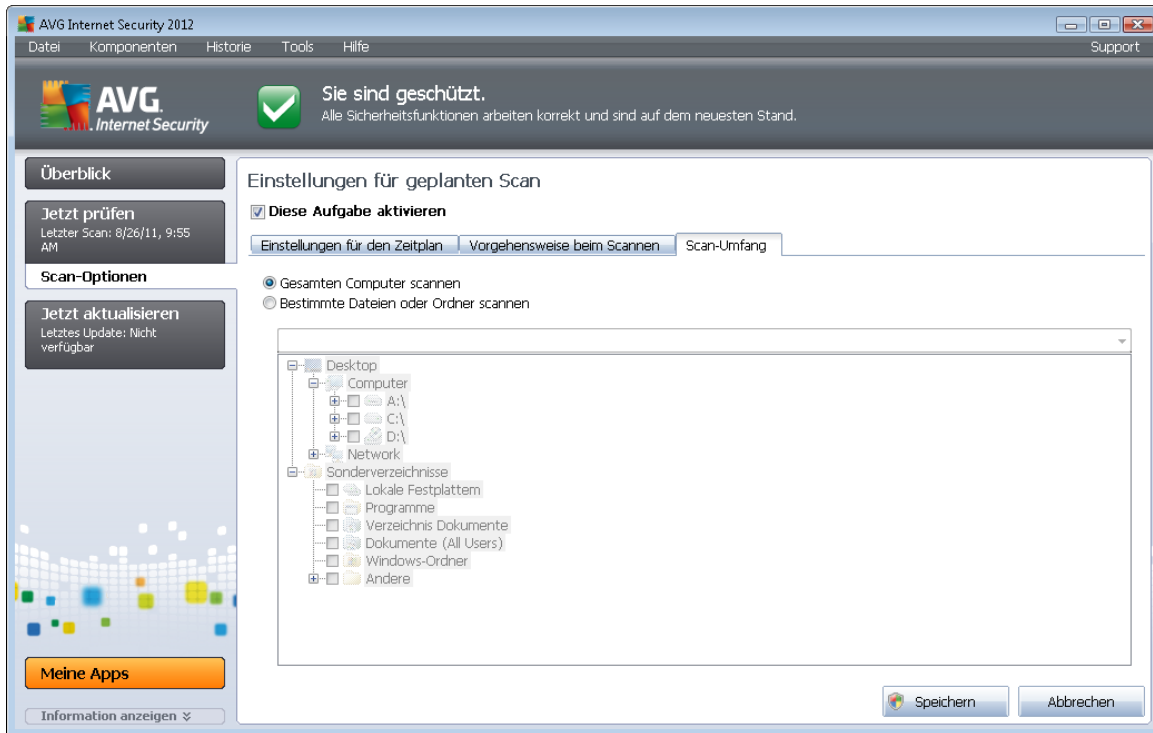 AVG Internet Security 2012
Datei Komponenten Historie Tools Hilfe Support
AVG.
Internet Security
Sie sind geschützt.
Alle Sicherheitsfunktionen arbeiten korrekt und sind auf dem neuesten Stand.
Überblick
Jetzt prüfen
Letzter Scan: 8/26/11, 9:55
AM
Scan-Optionen
Jetzt aktualisieren
Letztes Update: Nicht
verfügbar
Meine Apps
Information anzeigen
Einstellungen für geplanten Scan
Diese Aufgabe aktivieren
Einstellungen für den Zeitplan Vorgehensweise beim Scannen Scan-Umfang
Gesamten Computer scannen
Bestimmte Dateien oder Ordner scannen
Desktop
Computer
A:\
C:\
D:\
Network
Sonderverzeichnisse
Lokale Festplattem
Programme
Verzeichnis Dokumente
Dokumente (All Users)
Windows-Ordner
Andere
Speichern Abbrechen